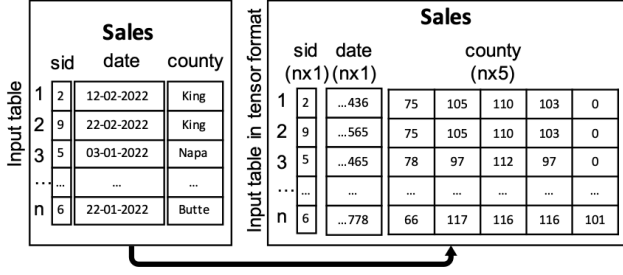 Sales
sid date county
Input table
1 2 12-02-2022 King
2 9 22-02-2022 King
3 5 03-01-2022 Napa
... ... ... ...
n 6 22-01-2022 Butte
Sales
sid date county
(nx1) (nx1) (nx5)
Input table in tensor format
1 2 ...436 75 105 110 103 0
2 9 ...565 75 105 110 103 0
3 5 ...465 78 97 112 97 0
... ... ... ... ... ... ... ...
n 6 ...778 66 117 116 116 101